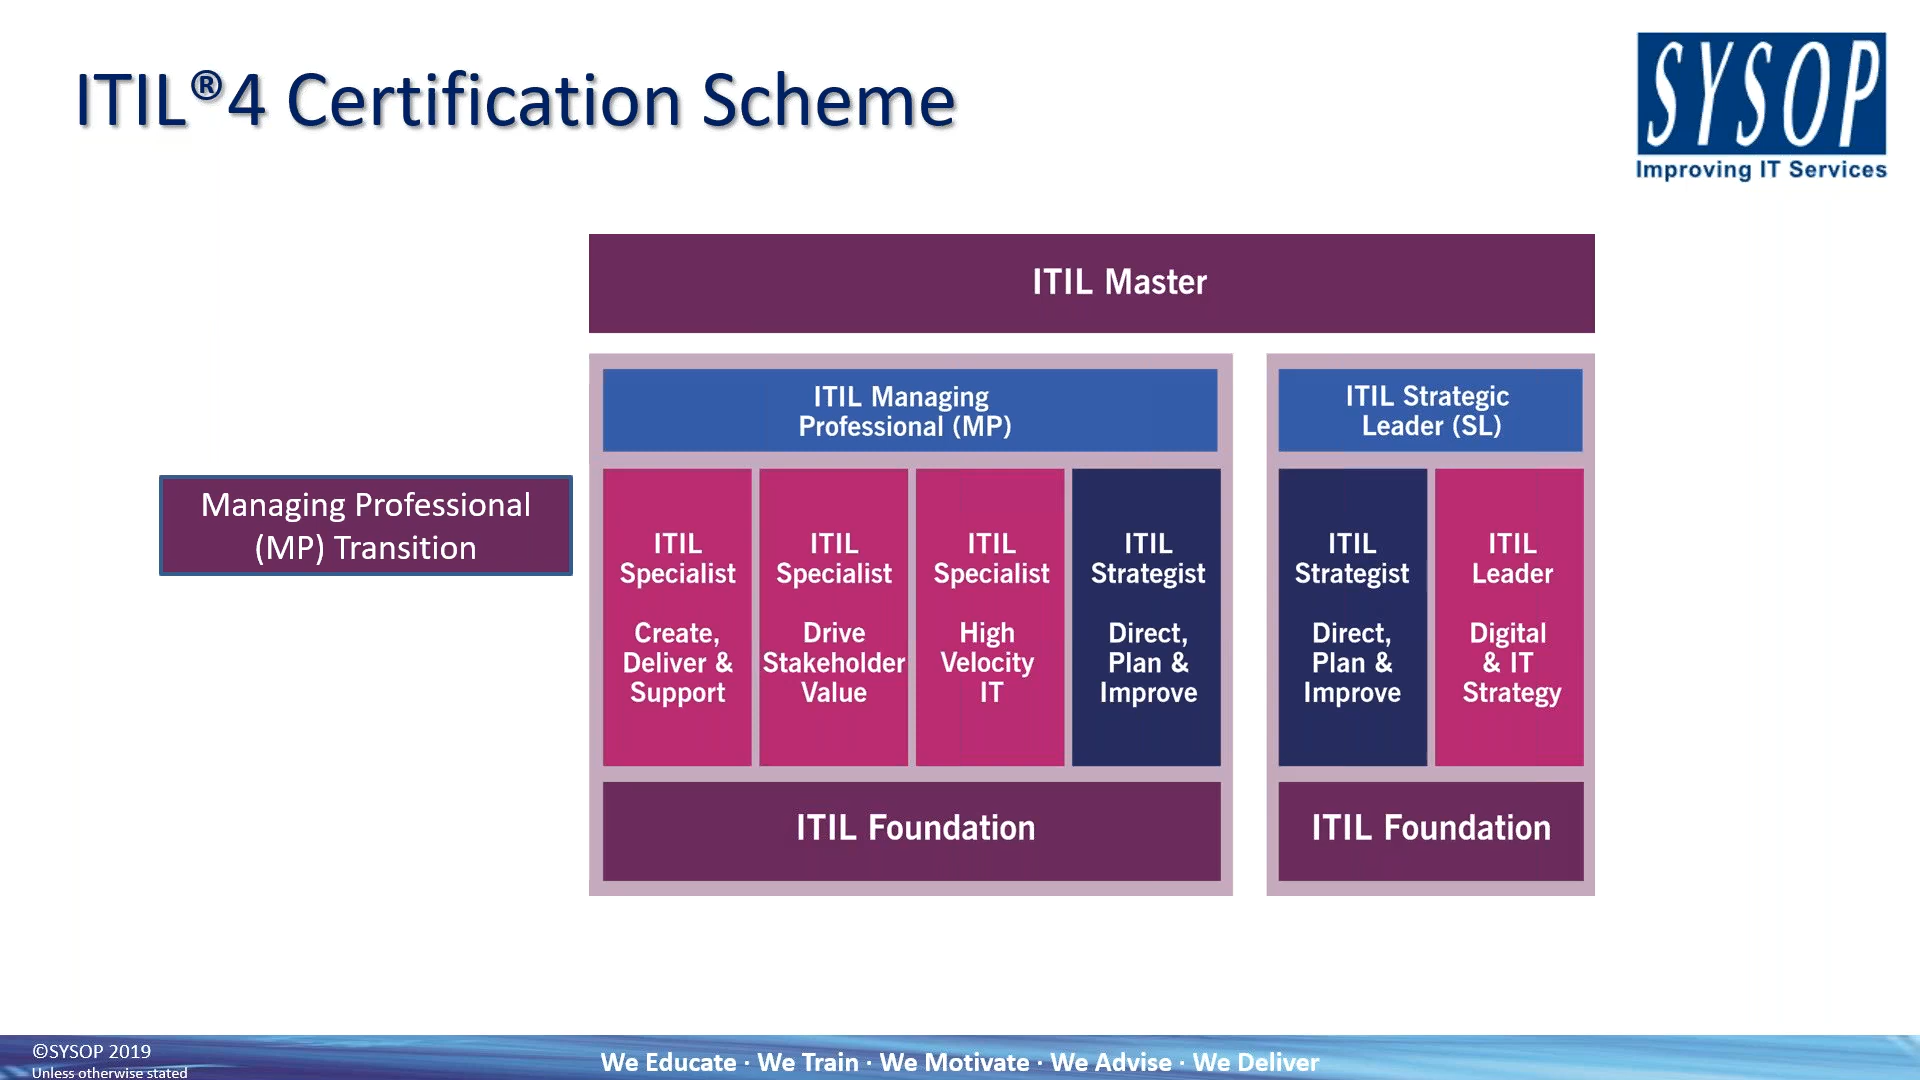 ITIL®4 Certification Scheme
SYSOP
Improving IT Services
ITIL Master
ITIL Managing
Professional (MP)
ITIL Strategic
Leader (SL)
Managing Professional
(MP) Transition
ITIL
Specialist
Create,
Deliver &
Support
ITIL
Specialist
Drive
Stakeholder
Value
ITIL
Specialist
High
Velocity
IT
ITIL
Strategist
Direct,
Plan &
Improve
ITIL
Strategist
Direct,
Plan &
Improve
ITIL
Leader
Digital
& IT
Strategy
ITIL Foundation
ITIL Foundation
©SYSOP 2019
Unless otherwise stated
We Educate · We Train · We Motivate · We Advise · We Deliver